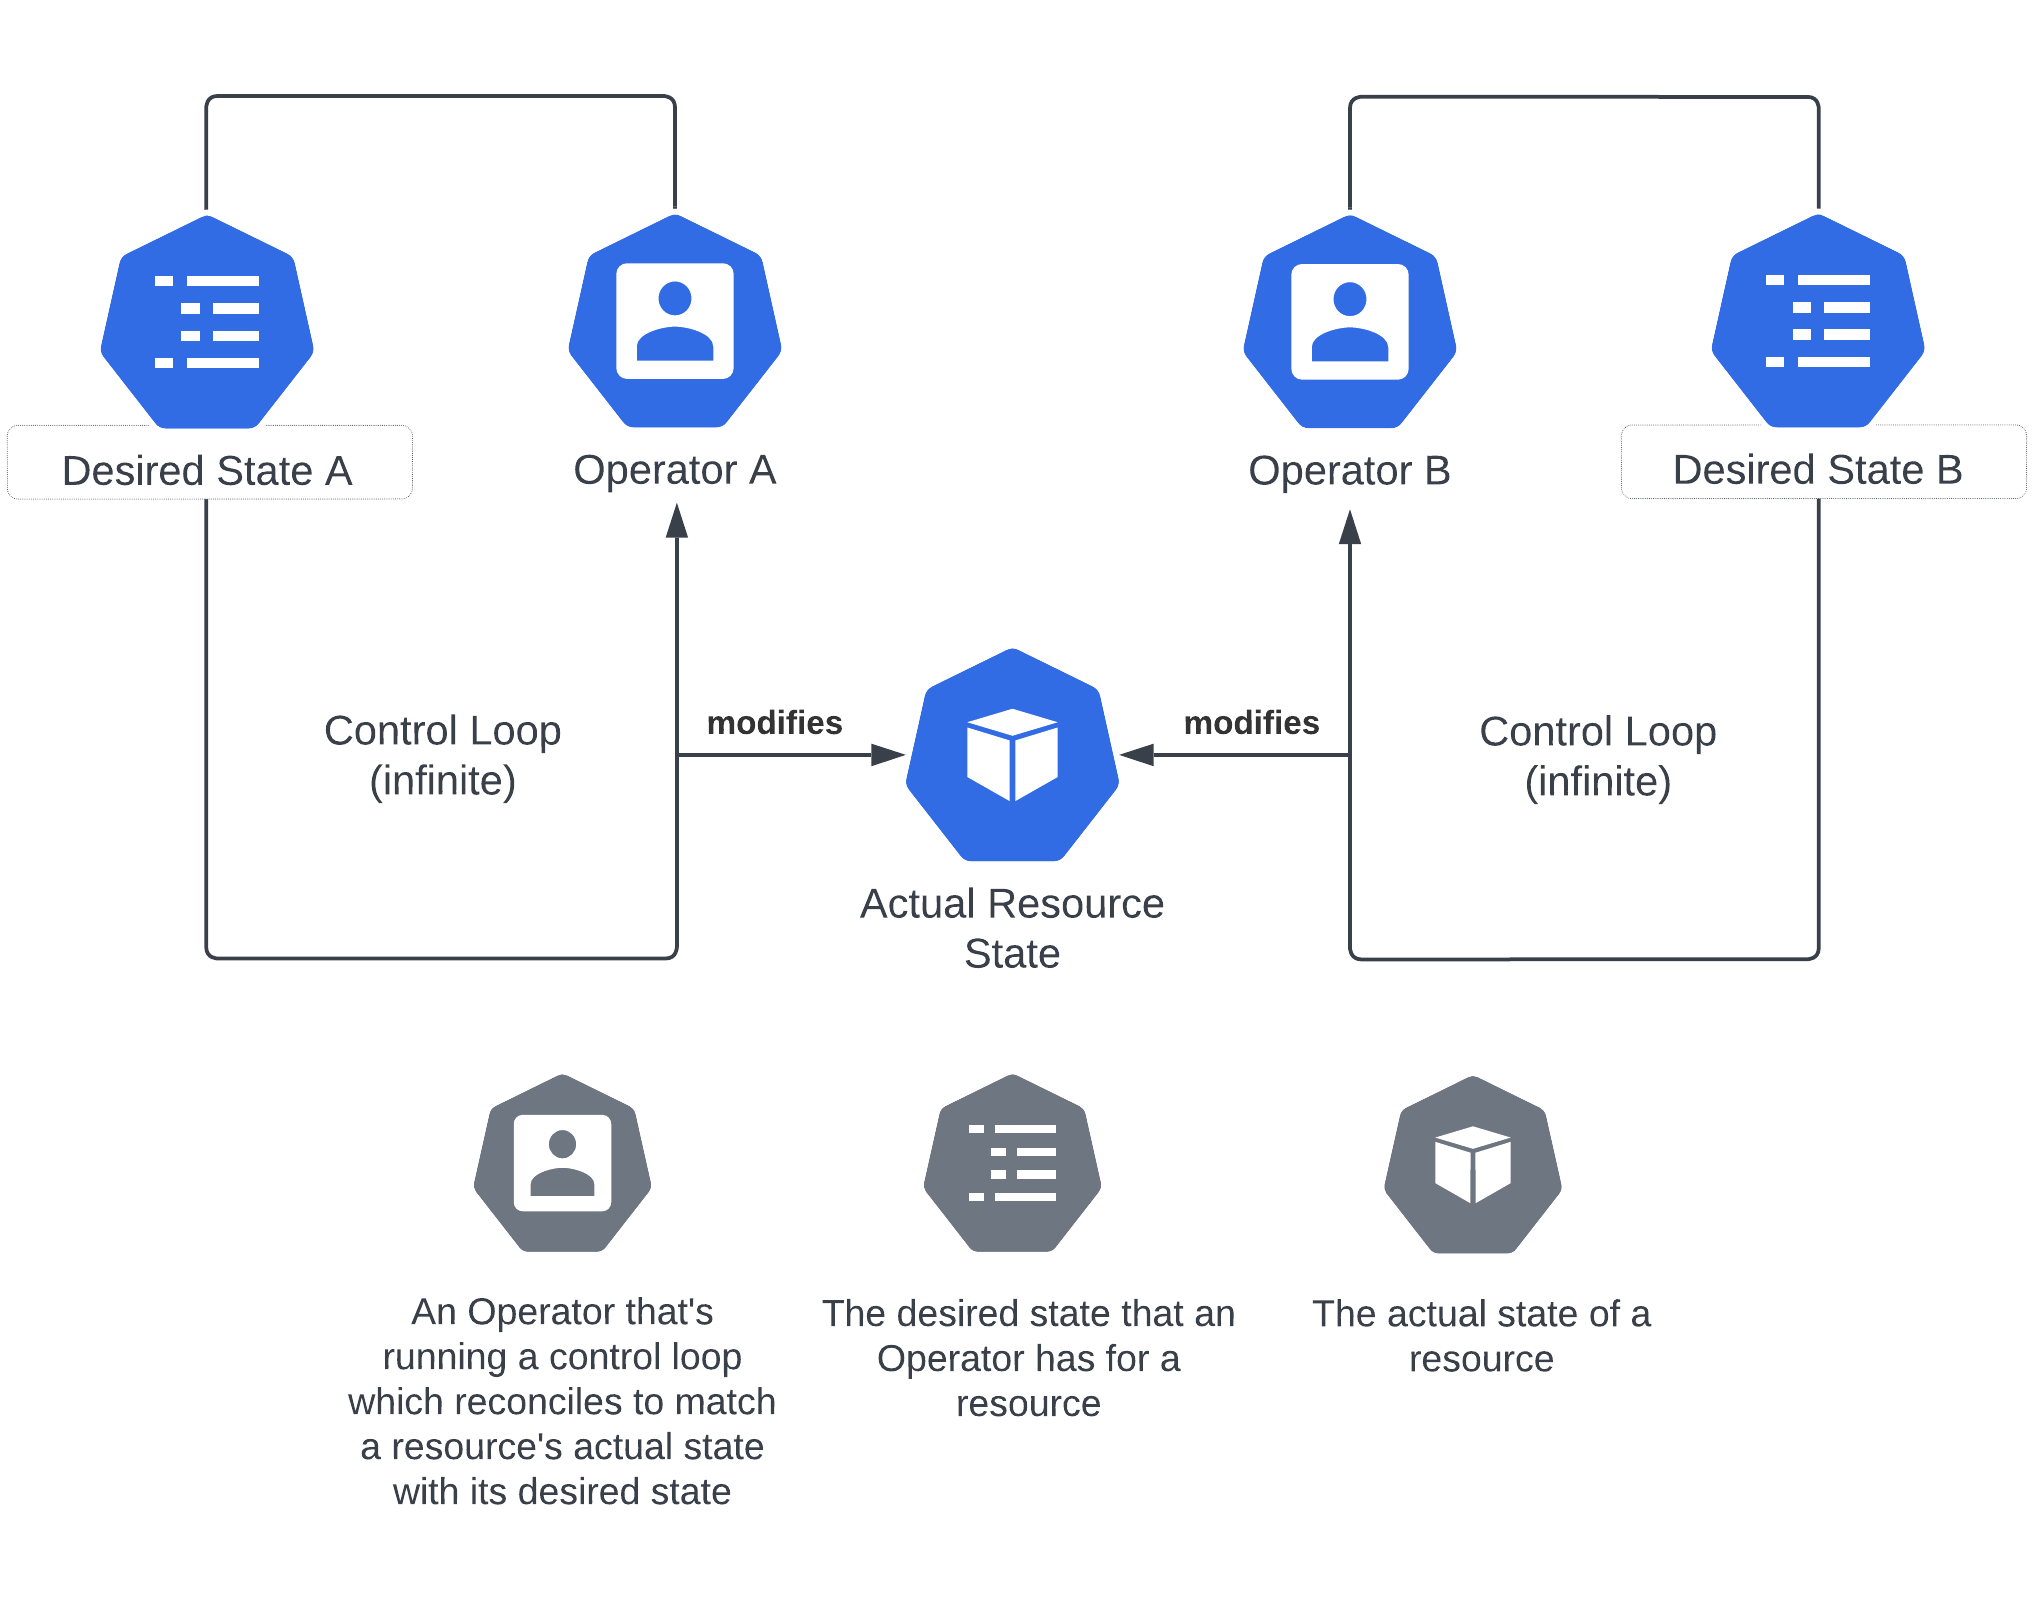 Desired State A
Operator A
Operator B
Desired State B
Control Loop
(infinite)
modifies
modifies
Control Loop
(infinite)
Actual Resource
State
An Operator that's
running a control loop
which reconciles to match
a resource's actual state
with its desired state
The desired state that an
Operator has for a
resource
The actual state of a
resource